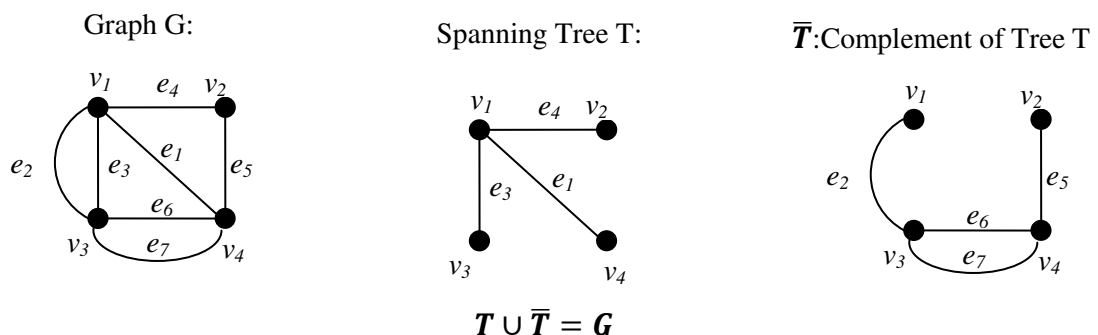 Graph G:
Spanning Tree T:
T̅:Complement of Tree T
v1
e4
v2
e2
e3
e1
e5
e6
v3
e7
v4
v1
e4
v2
e3
e1
v3
v4
v1
v2
e2
e5
e6
v3
e7
v4
T ∪ T̅ = G